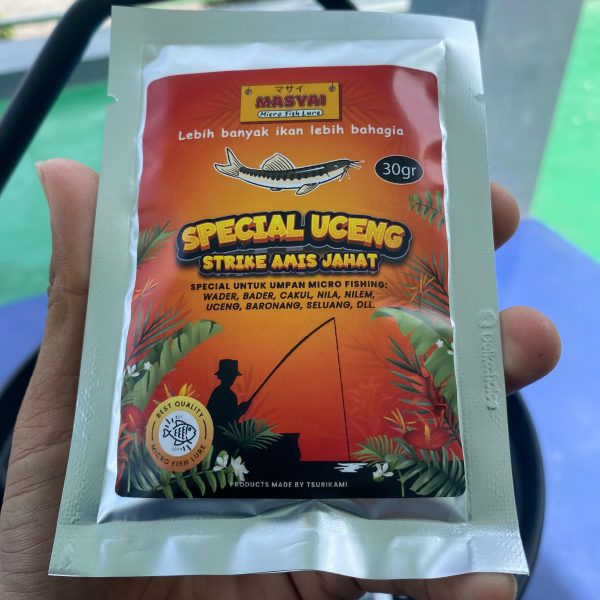 マサイ
MASYAI
Micro Fish Lure
Lebih banyak ikan lebih bahagia
30gr
SPECIAL UCENG
STRIKE AMIS JAHAT
SPECIAL UNTUK UMPAN MICRO FISHING:
WADER, BADER, CAKUL, NILA, NILEM,
UCENG, BARONANG, SELUANG, DLL.
BEST QUALITY
MICRO FISH LURE
PRODUCTS MADE BY TSURIKAMI